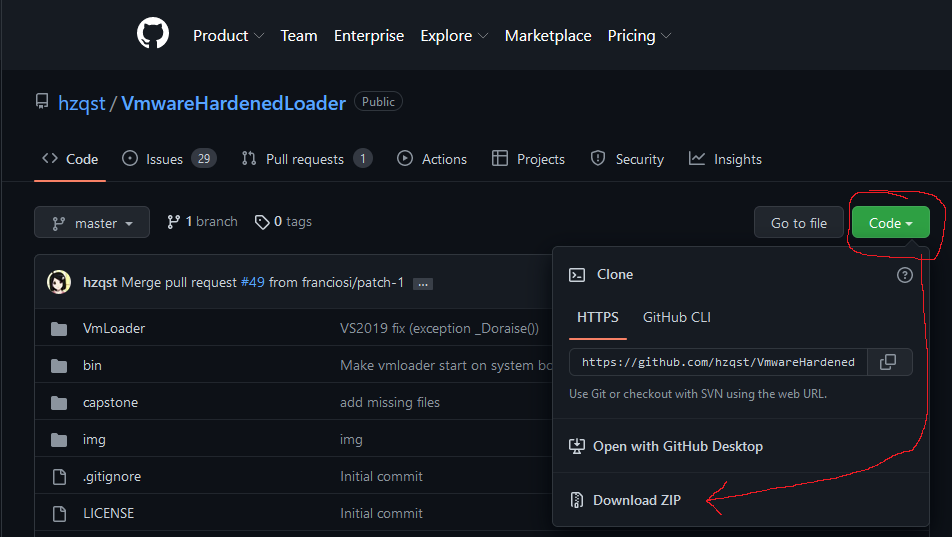 Product Team Enterprise Explore Marketplace Pricing
hzqst / VmwareHardenedLoader Public
Code Issues 29 Pull requests 1 Actions Projects Security Insights
master 1 branch 0 tags Go to file Code
hzqst Merge pull request #49 from franciosi/patch-1 ...
VmLoader VS2019 fix (exception _Doraise())
bin Make vmloader start on system bo
capstone add missing files
img img
.gitignore Initial commit
LICENSE Initial commit
Clone
HTTPS GitHub CLI
https://github.com/hzqst/VmwareHardened
Use Git or checkout with SVN using the web URL.
Open with GitHub Desktop
Download ZIP